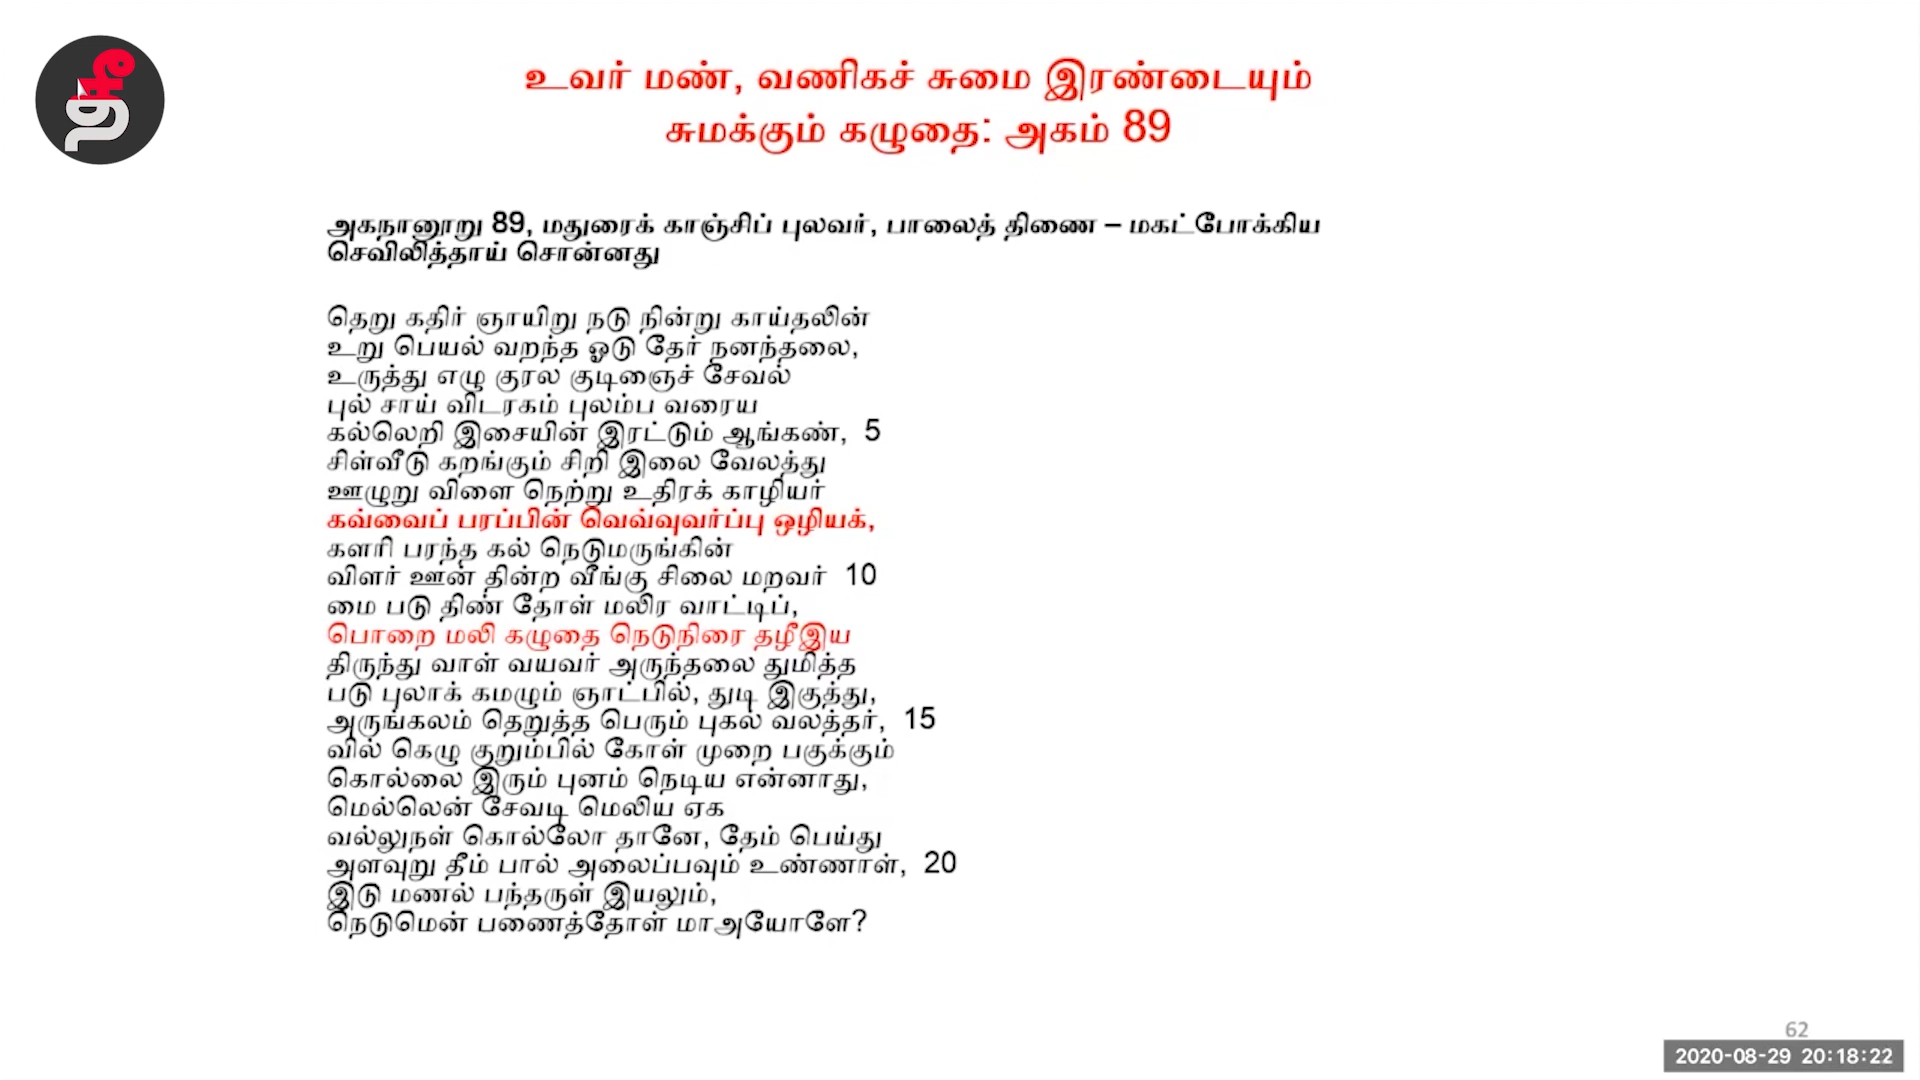 உவர் மண், வணிகச் சுமை இரண்டையும்
சுமக்கும் கழுதை: அகம் 89
அகநானூறு 89, மதுரைக் காஞ்சிப் புலவர், பாலைத் திணை – மகட்போக்கிய
செவிலித்தாய் சொன்னது
தெறு கதிர் ஞாயிறு நடு நின்று காய்தலின்
உறு பெயல் வறந்த ஓடு தேர் நனந்தலை,
உருத்து எழு குரல குடிஞைச் சேவல்
புல் சாய் விடரகம் புலம்ப வரைய
கல்லெறி இசையின் இரட்டும் ஆங்கண், 5
சிள்வீடு கறங்கும் சிறி இலை வேலத்து
ஊழுறு விளை நெற்று உதிரக் காழியர்
கவ்வைப் பரப்பின் வெவ்வுவர்ப்பு ஒழியக்,
களரி பரந்த கல் நெடுமருங்கின்
விளர் ஊன் தின்ற வீங்கு சிலை மறவர் 10
மை படு திண் தோள் மலிர வாட்டிப்,
பொறை மலி கழுதை நெடுநிரை தழீஇய
திருந்து வாள் வயவர் அருந்தலை துமித்த
படு புலாக் கமழும் ஞாட்பில், துடி இகுத்து,
அருங்கலம் தெறுத்த பெரும் புகல் வலத்தர், 15
வில் கெழு குறும்பில் கோள் முறை பகுக்கும்
கொல்லை இரும் புனம் நெடிய என்னாது,
மெல்லென் சேவடி மெலிய ஏக
வல்லுநள் கொல்லோ தானே, தேம் பெய்து
அளவுறு தீம் பால் அலைப்பவும் உண்ணாள், 20
இடு மணல் பந்தருள் இயலும்,
நெடுமென் பணைத்தோள் மாஅயோளே?
62
2020-08-29 20:18:22